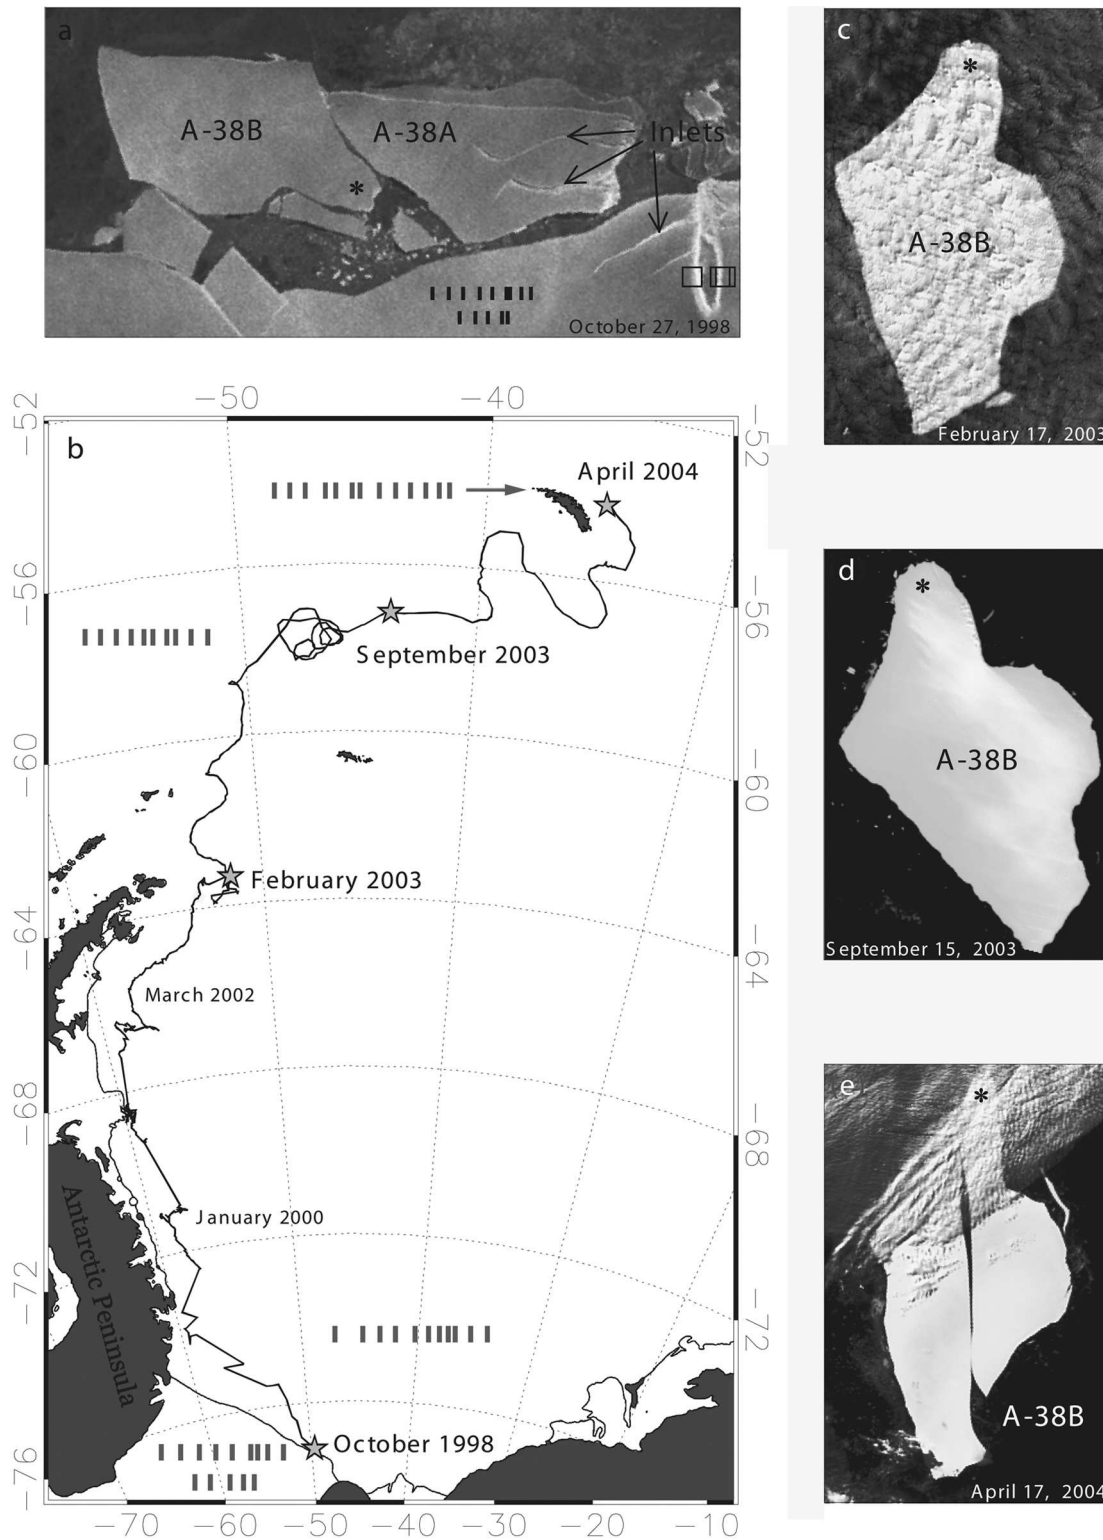 a
A-38B
A-38A
Inlets
October 27, 1998
b
−50
−40
−52
−52
April 2004
−56
−56
September 2003
−60
−60
February 2003
−64
−64
March 2002
−68
−68
January 2000
Antarctic Peninsula
−72
−72
October 1998
−76
−70
−60
−50
−40
−30
−20
−10
c
*
A-38B
February 17, 2003
d
*
A-38B
September 15, 2003
e
*
A-38B
April 17, 2004